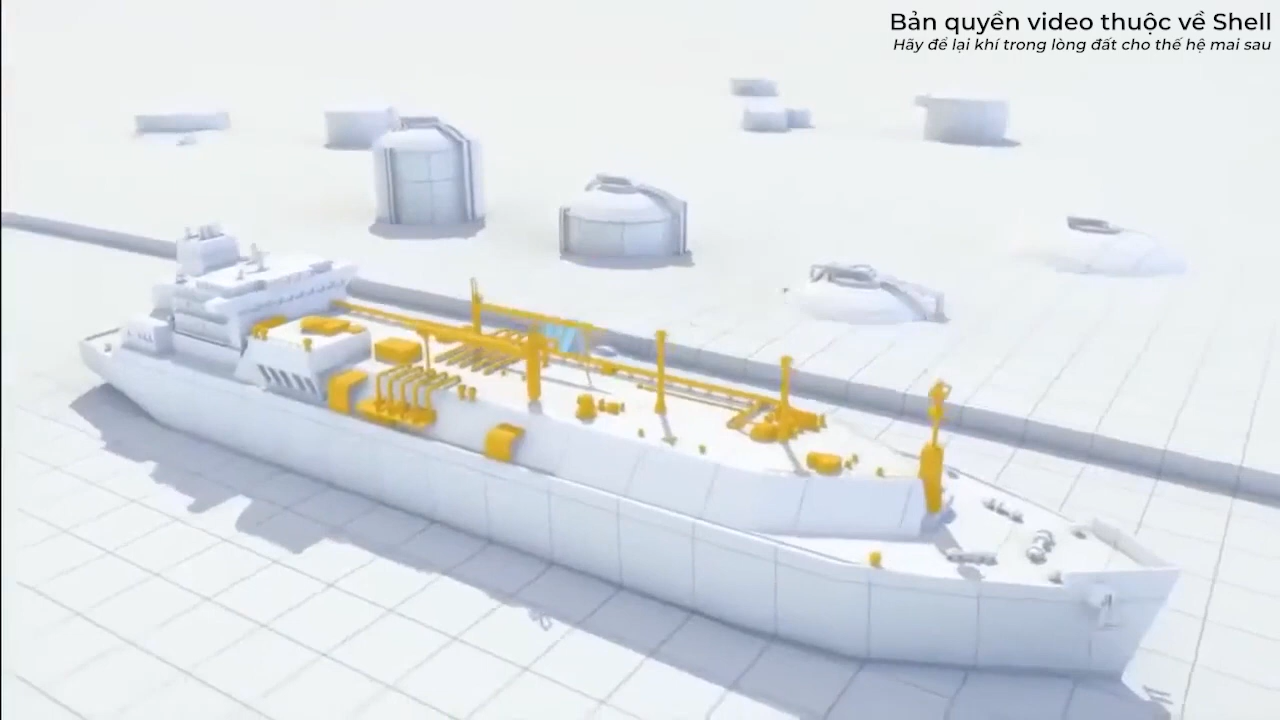 Bản quyền video thuộc về Shell
Hãy để lại khí trong lòng đất cho thế hệ mai sau